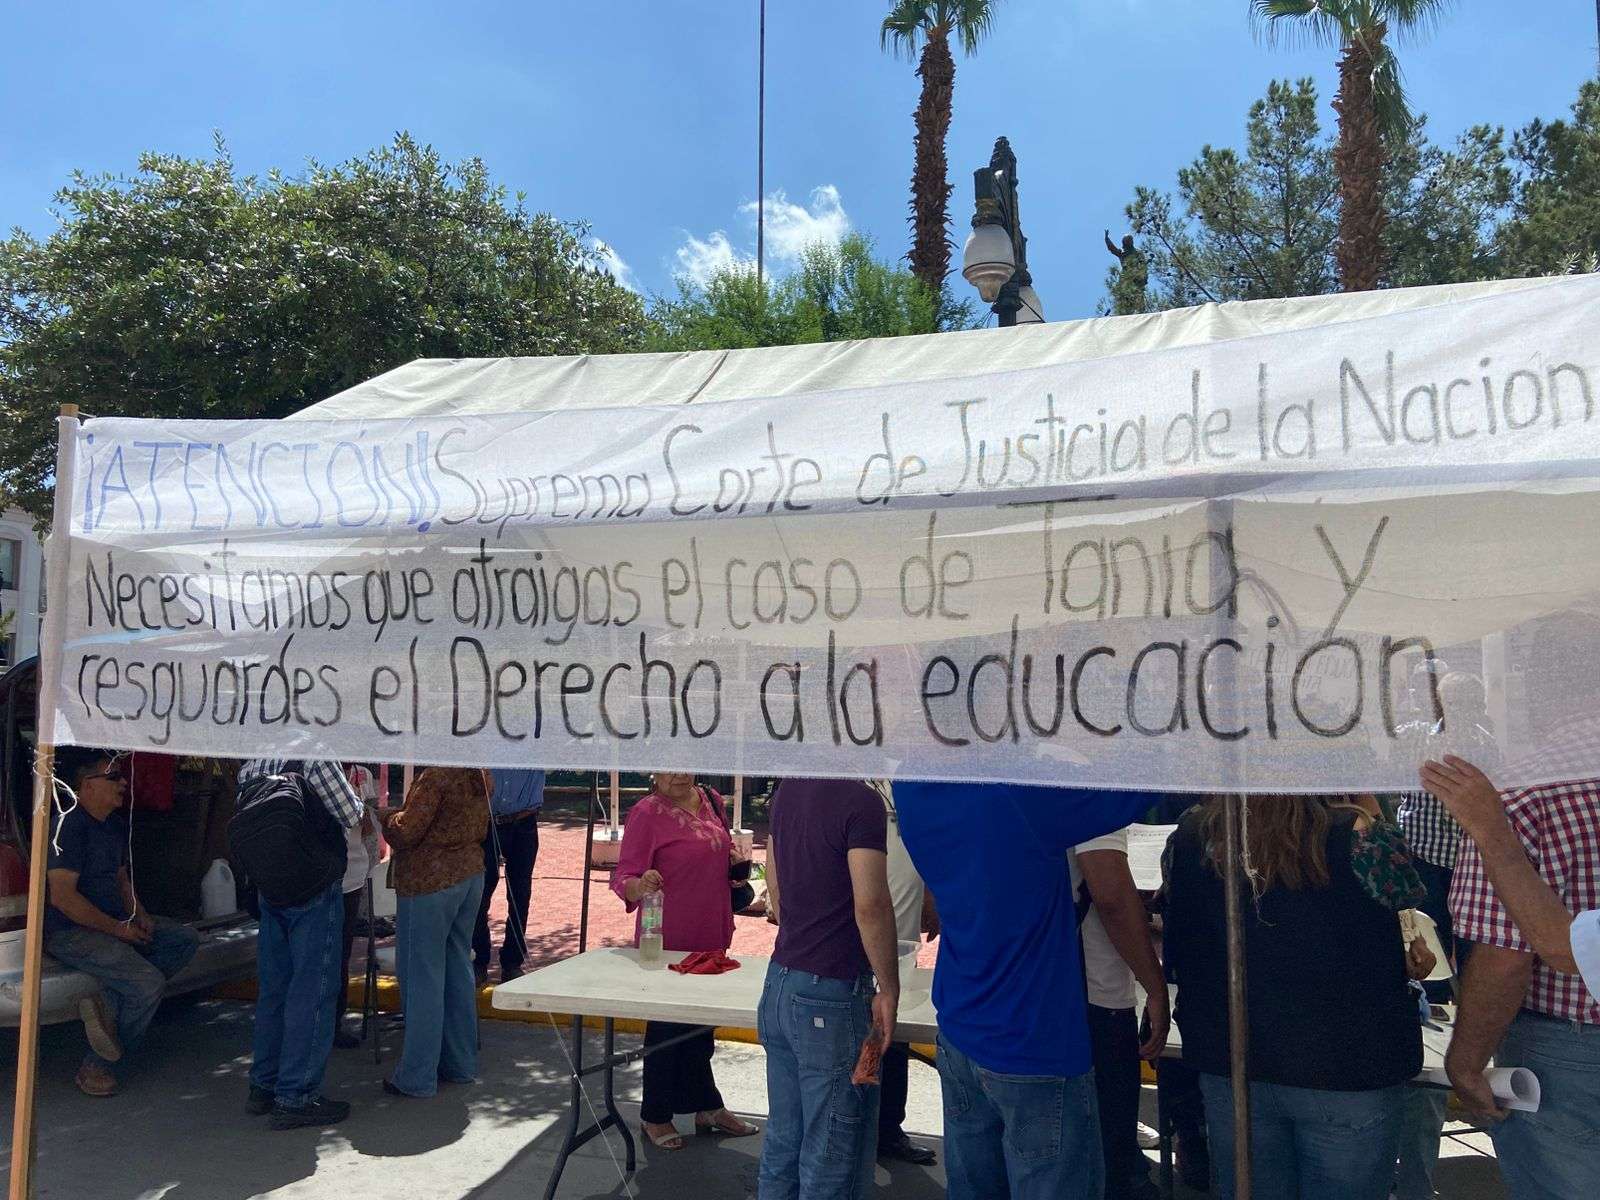 ¡ATENCIÓN! Suprema Corte de Justicia de la Nación
Necesitamos que atraigas el caso de Tania y
resguardes el Derecho a la educación